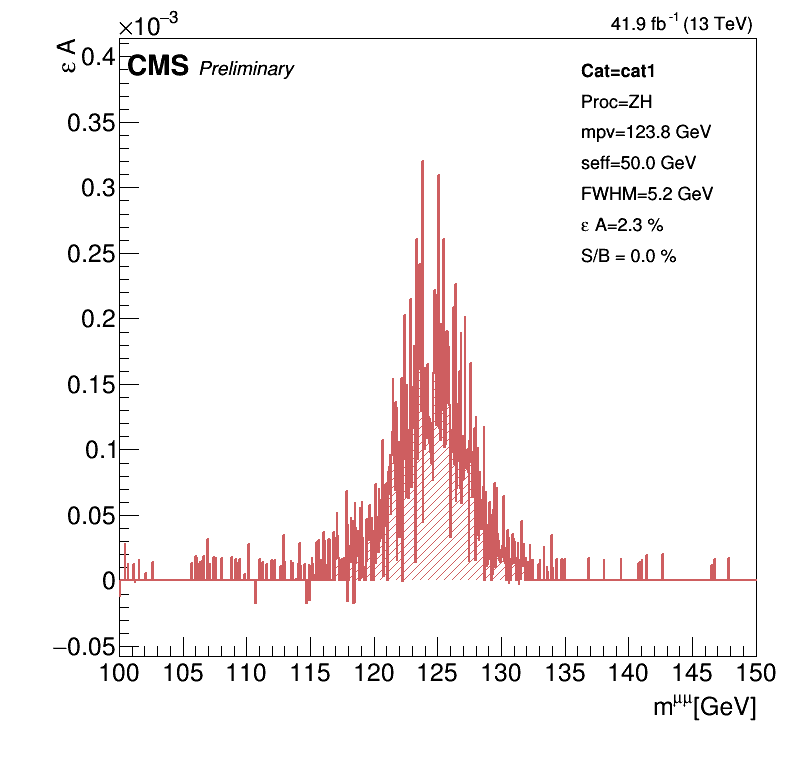 ×10⁻³
41.9 fb⁻¹ (13 TeV)
ε A
CMS Preliminary
Cat=cat1
Proc=ZH
mpv=123.8 GeV
seff=50.0 GeV
FWHM=5.2 GeV
ε A=2.3 %
S/B = 0.0 %
0.4
0.35
0.3
0.25
0.2
0.15
0.1
0.05
0
−0.05
100 105 110 115 120 125 130 135 140 145 150
m^μμ[GeV]